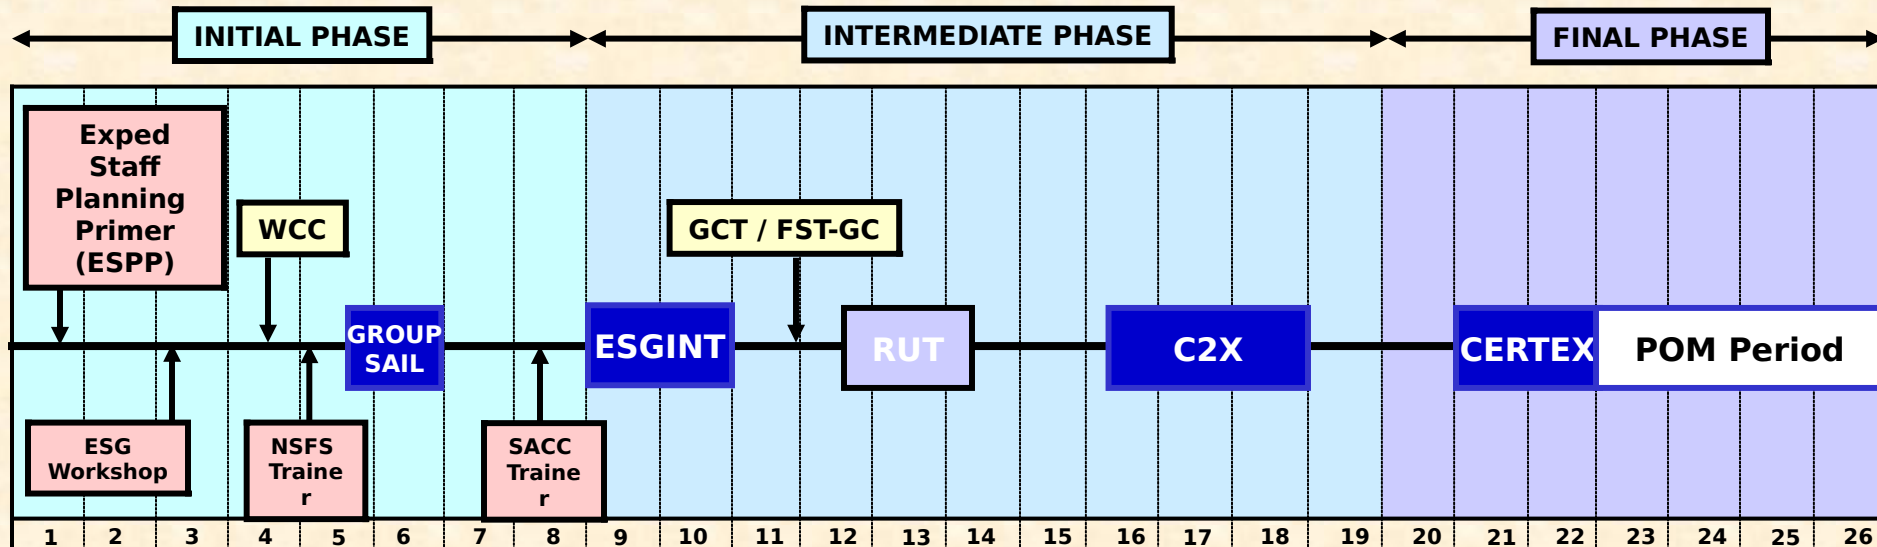 INITIAL PHASE
INTERMEDIATE PHASE
FINAL PHASE
Exped
Staff
Planning
Primer
(ESPP)
WCC
GCT / FST-GC
GROUP
SAIL
ESGINT
RUT
C2X
CERTEX
POM Period
ESG
Workshop
NSFS
Traine
r
SACC
Traine
r
1 2 3 4 5 6 7 8 9 10 11 12 13 14 15 16 17 18 19 20 21 22 23 24 25 26